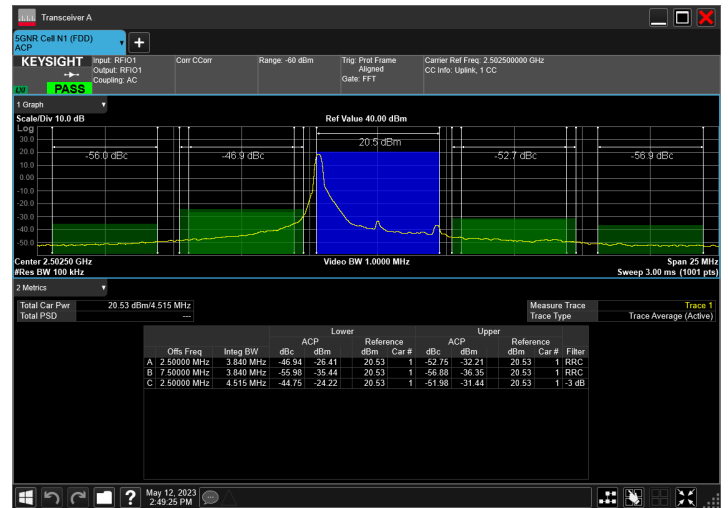 Transceiver A
5GNR Cell N1 (FDD)
ACP
KEYSIGHT
LXI
PASS
Input: RFIO1
Output: RFIO1
Coupling: AC
Corr CCorr
Range: -60 dBm
Trig: Prot Frame
Aligned
Gate: FFT
Carrier Ref Freq: 2.502500000 GHz
CC Info: Uplink, 1 CC
1 Graph
Scale/Div 10.0 dB
Ref Value 40.00 dBm
Log
30.0
20.0
10.0
0.00
-10.0
-20.0
-30.0
-40.0
-50.0
-56.0 dBc
-46.9 dBc
20.5 dBm
-52.7 dBc
-56.9 dBc
Center 2.50250 GHz
Video BW 1.0000 MHz
Span 25 MHz
#Res BW 100 kHz
Sweep 3.00 ms (1001 pts)
2 Metrics
Total Car Pwr 20.53 dBm/4.515 MHz
Total PSD ---
Measure Trace Trace 1
Trace Type Trace Average (Active)
Lower Upper
ACP Reference ACP Reference
Offs Freq Integ BW dBc dBm dBm Car # dBc dBm dBm Car # Filter
A 2.50000 MHz 3.840 MHz -46.94 -26.41 20.53 1 -52.75 -32.21 20.53 1 RRC
B 7.50000 MHz 3.840 MHz -55.98 -35.44 20.53 1 -56.88 -36.35 20.53 1 RRC
C 2.50000 MHz 4.515 MHz -44.75 -24.22 20.53 1 -51.98 -31.44 20.53 1 -3 dB
?
May 12, 2023
2:49:25 PM